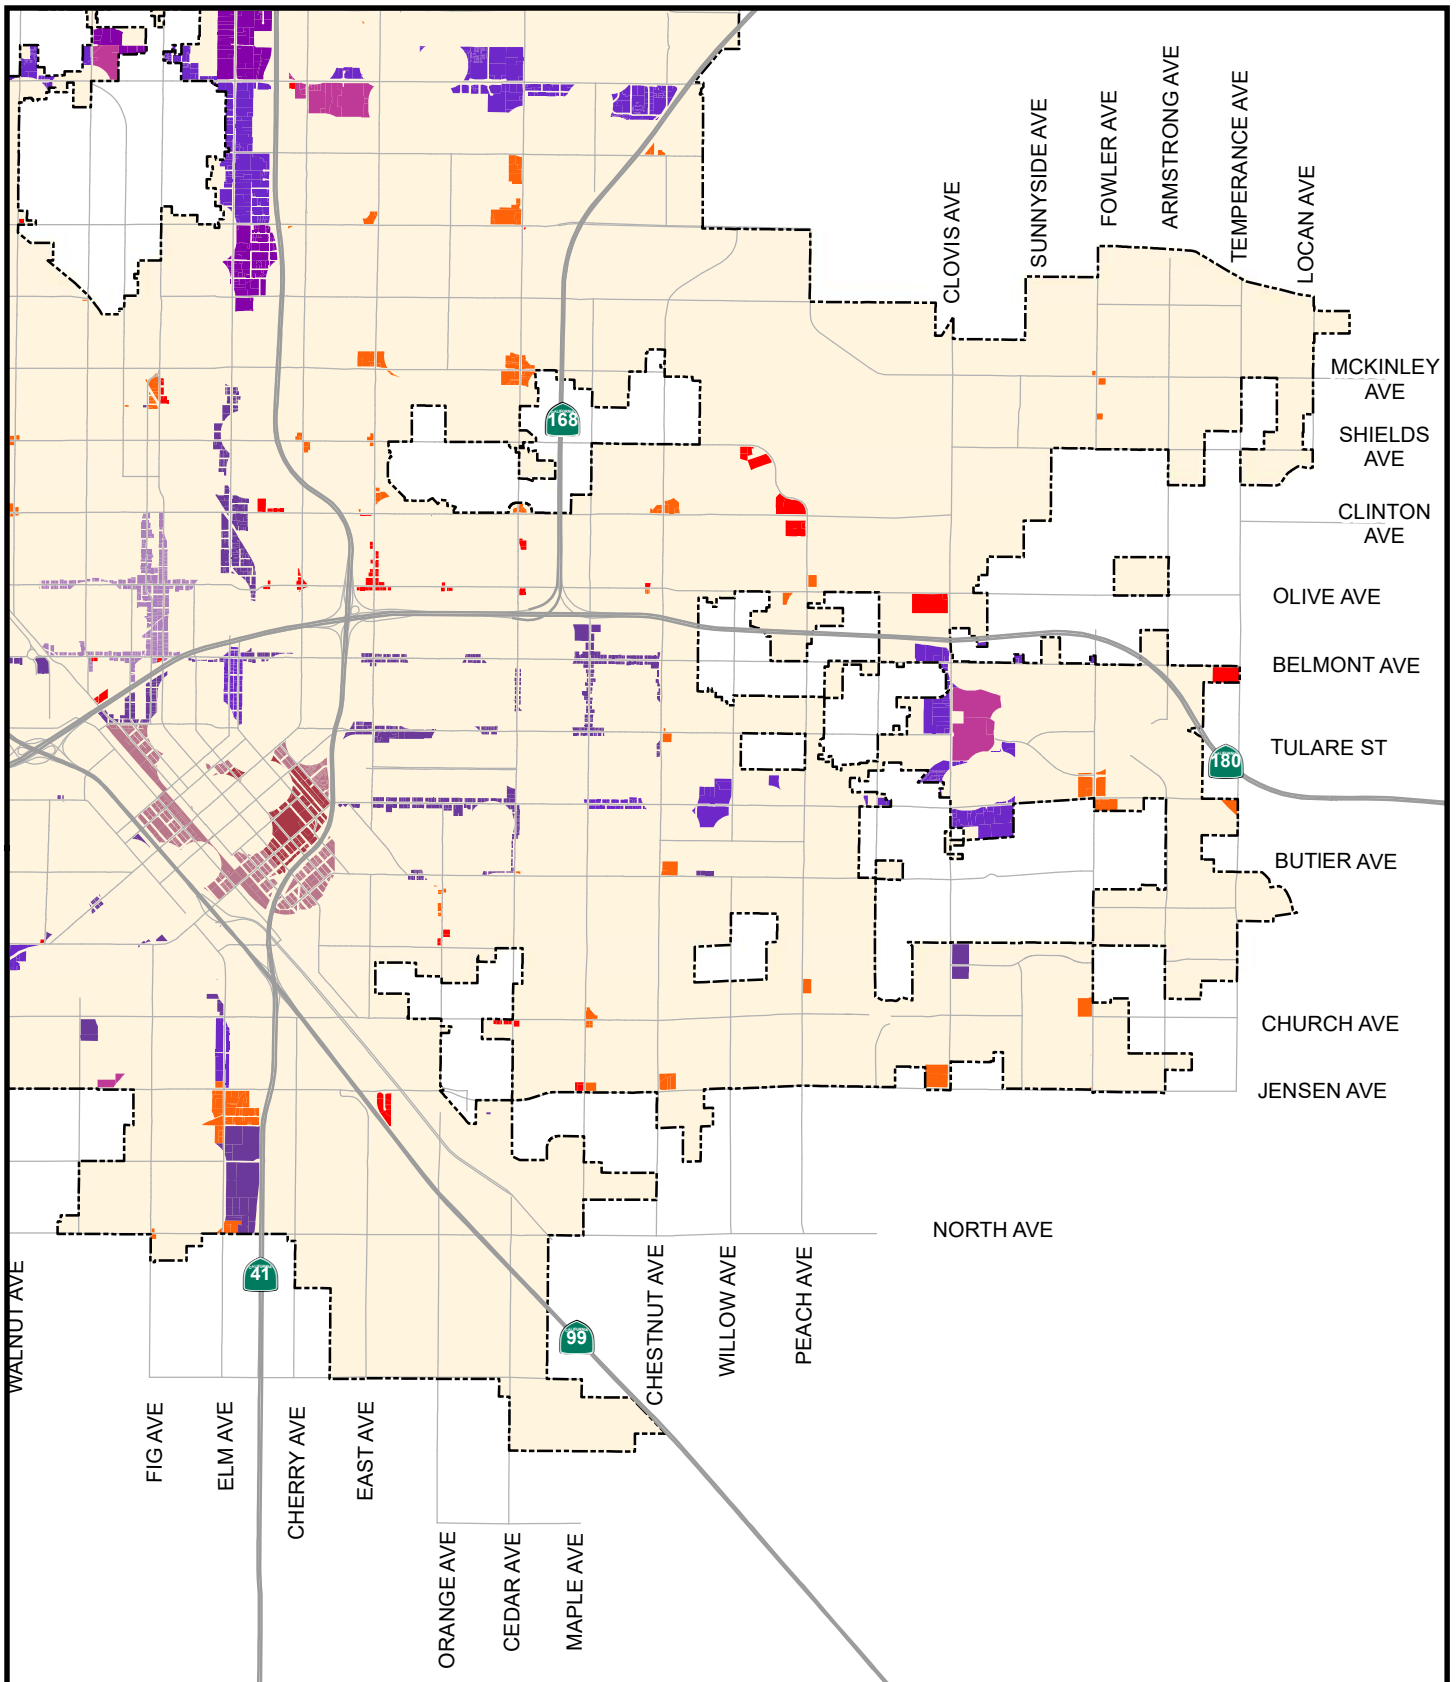 ARMSTRONG AVE
TEMPERANCE AVE
FOWLER AVE
SUNNYSIDE AVE
LOCAN AVE
CLOVIS AVE
MCKINLEY
AVE
168
SHIELDS
AVE
CLINTON
AVE
OLIVE AVE
BELMONT AVE
TULARE ST
180
BUTIER AVE
CHURCH AVE
JENSEN AVE
NORTH AVE
WALNUT AVE
41
99
CHESTNUT AVE
WILLOW AVE
PEACH AVE
FIG AVE
ELM AVE
CHERRY AVE
EAST AVE
ORANGE AVE
CEDAR AVE
MAPLE AVE